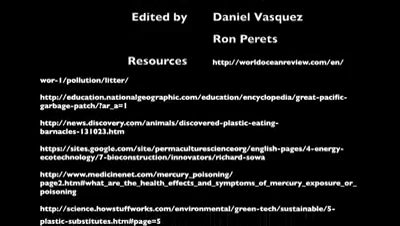 Edited by Daniel Vasquez
Ron Perets
Resources http://worldoceanreview.com/en/
wor-1/pollution/litter/
http://education.nationalgeographic.com/education/encyclopedia/great-pacific-
garbage-patch/?ar_a=1
http://news.discovery.com/animals/discovered-plastic-eating-
barnacles-131023.htm
https://sites.google.com/site/permaculturescienceorg/english-pages/4-energy-
ecotechnology/7-bioconstruction/innovators/richard-sowa
http://www.medicinenet.com/mercury_poisoning/
page2.htm#what_are_the_health_effects_and_symptoms_of_mercury_exposure_or_
poisoning
http://science.howstuffworks.com/environmental/green-tech/sustainable/5-
plastic-substitutes.htm#page=5